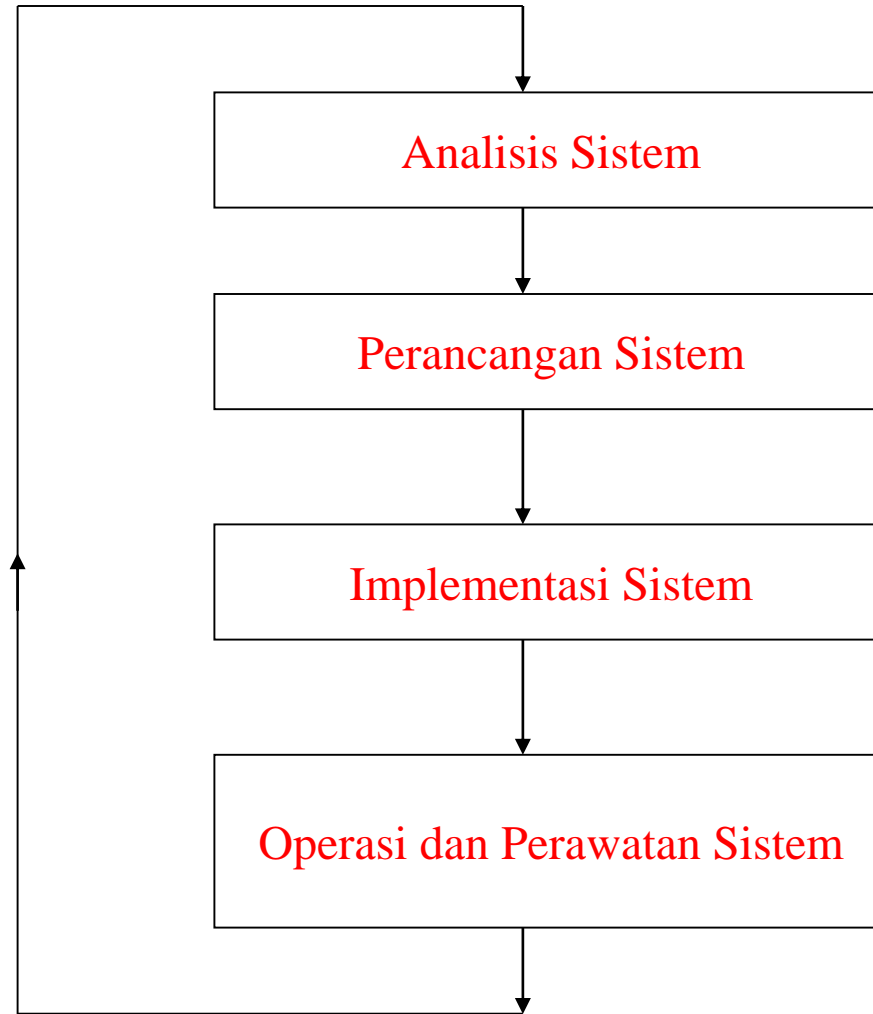 Analisis Sistem
Perancangan Sistem
Implementasi Sistem
Operasi dan Perawatan Sistem